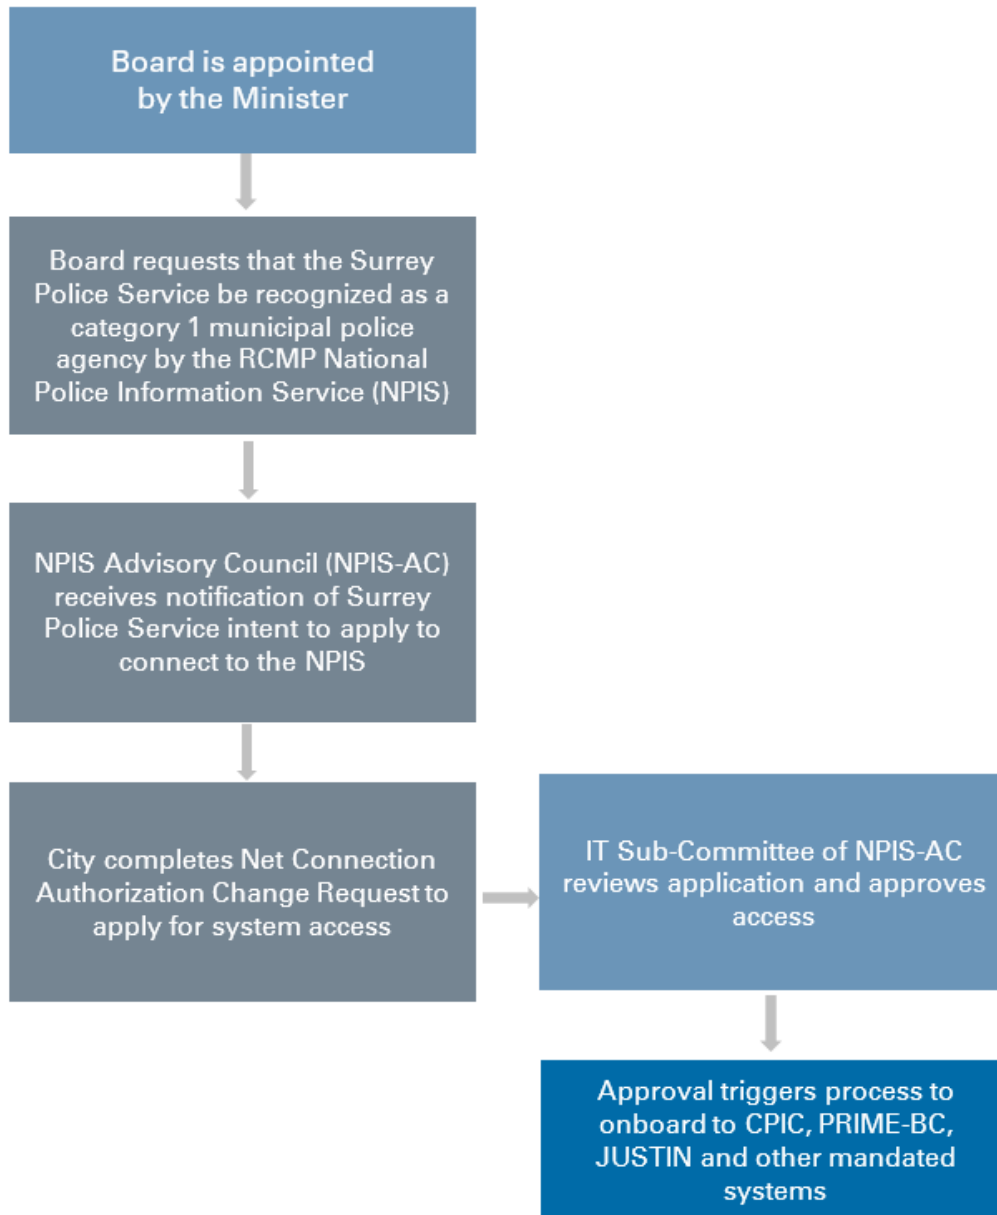 Board is appointed
by the Minister
Board requests that the Surrey
Police Service be recognized as a
category 1 municipal police
agency by the RCMP National
Police Information Service (NPIS)
NPIS Advisory Council (NPIS-AC)
receives notification of Surrey
Police Service intent to apply to
connect to the NPIS
City completes Net Connection
Authorization Change Request to
apply for system access
IT Sub-Committee of NPIS-AC
reviews application and approves
access
Approval triggers process to
onboard to CPIC, PRIME-BC,
JUSTIN and other mandated
systems